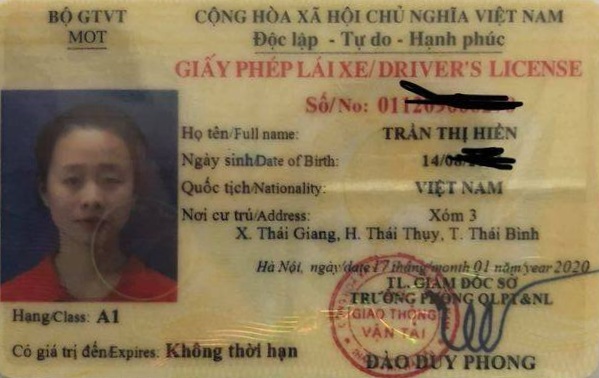 BỘ GTVT
MOT
CỘNG HÒA XÃ HỘI CHỦ NGHĨA VIỆT NAM
Độc lập - Tự do - Hạnh phúc
GIẤY PHÉP LÁI XE/DRIVER'S LICENSE
Số/No:
Họ tên/Full name: TRẦN THỊ HIỀN
Ngày sinh/Date of Birth: 14/
Quốc tịch/Nationality: VIỆT NAM
Nơi cư trú/Address: Xóm 3
X. Thái Giang, H. Thái Thụy, T. Thái Bình
Hà Nội, ngày/date 17 tháng/month 01 năm/year 2020
TL. GIÁM ĐỐC SỞ
TRƯỞNG PHÒNG QLPT&NL
GIAO THÔNG
VẬN TẢI
Hạng/Class: A1
Có giá trị đến/Expires: Không thời hạn
ĐÀO DUY PHONG